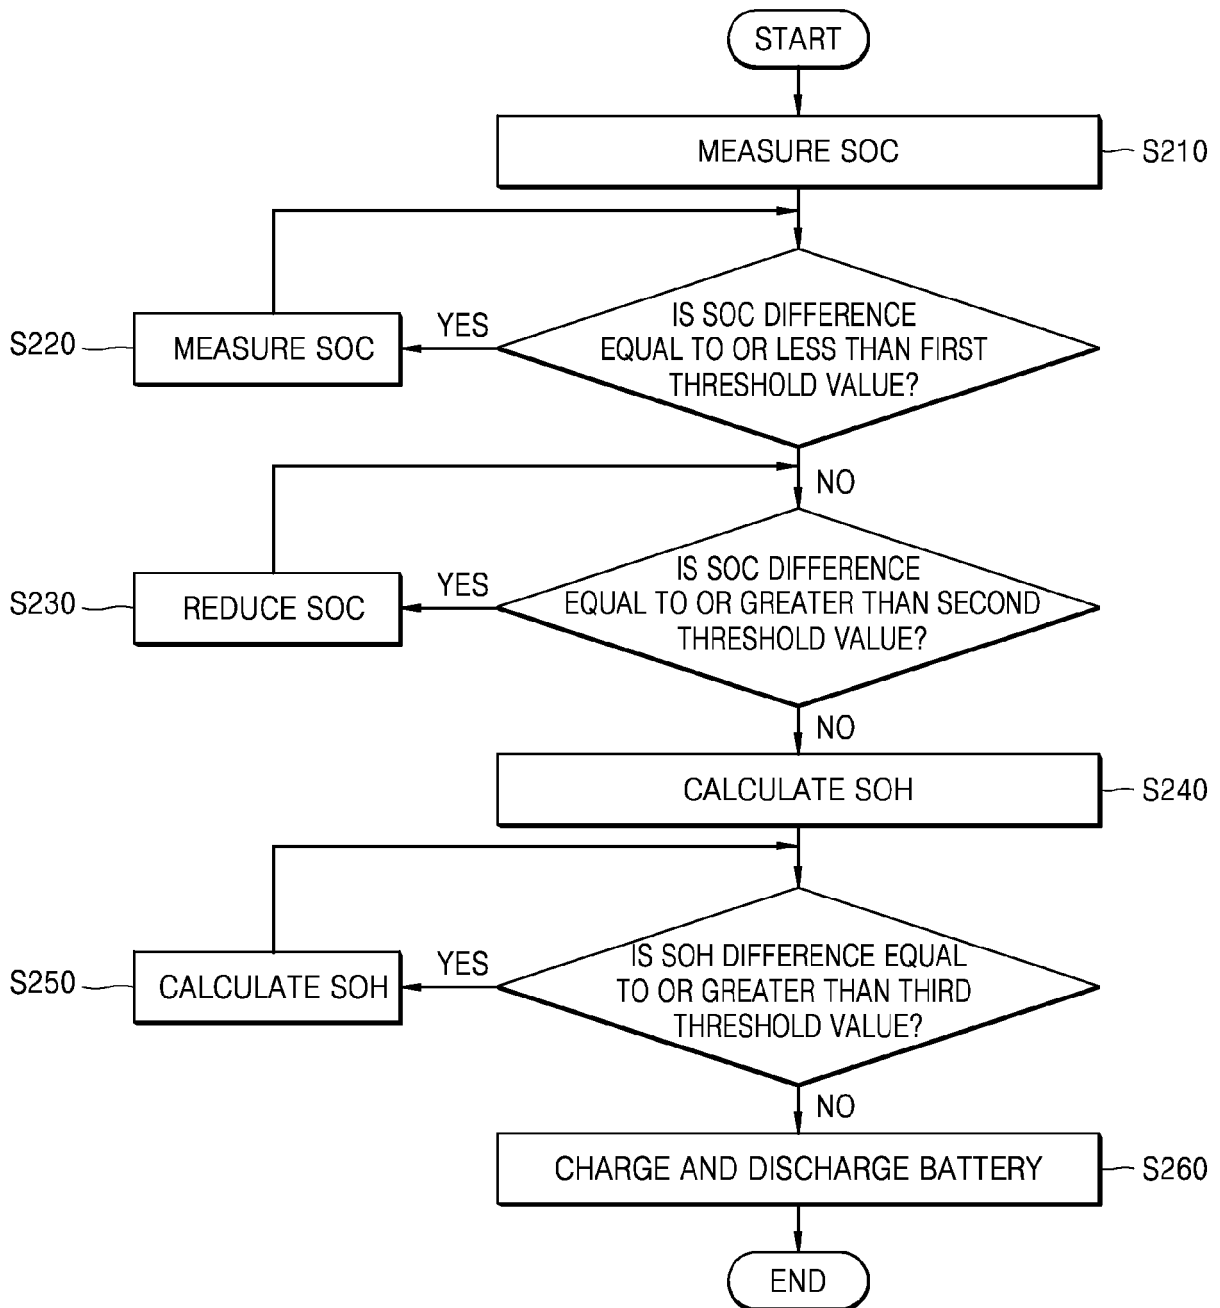 START
MEASURE SOC
S210
IS SOC DIFFERENCE
EQUAL TO OR LESS THAN FIRST
THRESHOLD VALUE?
YES
MEASURE SOC
S220
NO
IS SOC DIFFERENCE
EQUAL TO OR GREATER THAN SECOND
THRESHOLD VALUE?
YES
REDUCE SOC
S230
NO
CALCULATE SOH
S240
IS SOH DIFFERENCE EQUAL
TO OR GREATER THAN THIRD
THRESHOLD VALUE?
YES
CALCULATE SOH
S250
NO
CHARGE AND DISCHARGE BATTERY
S260
END